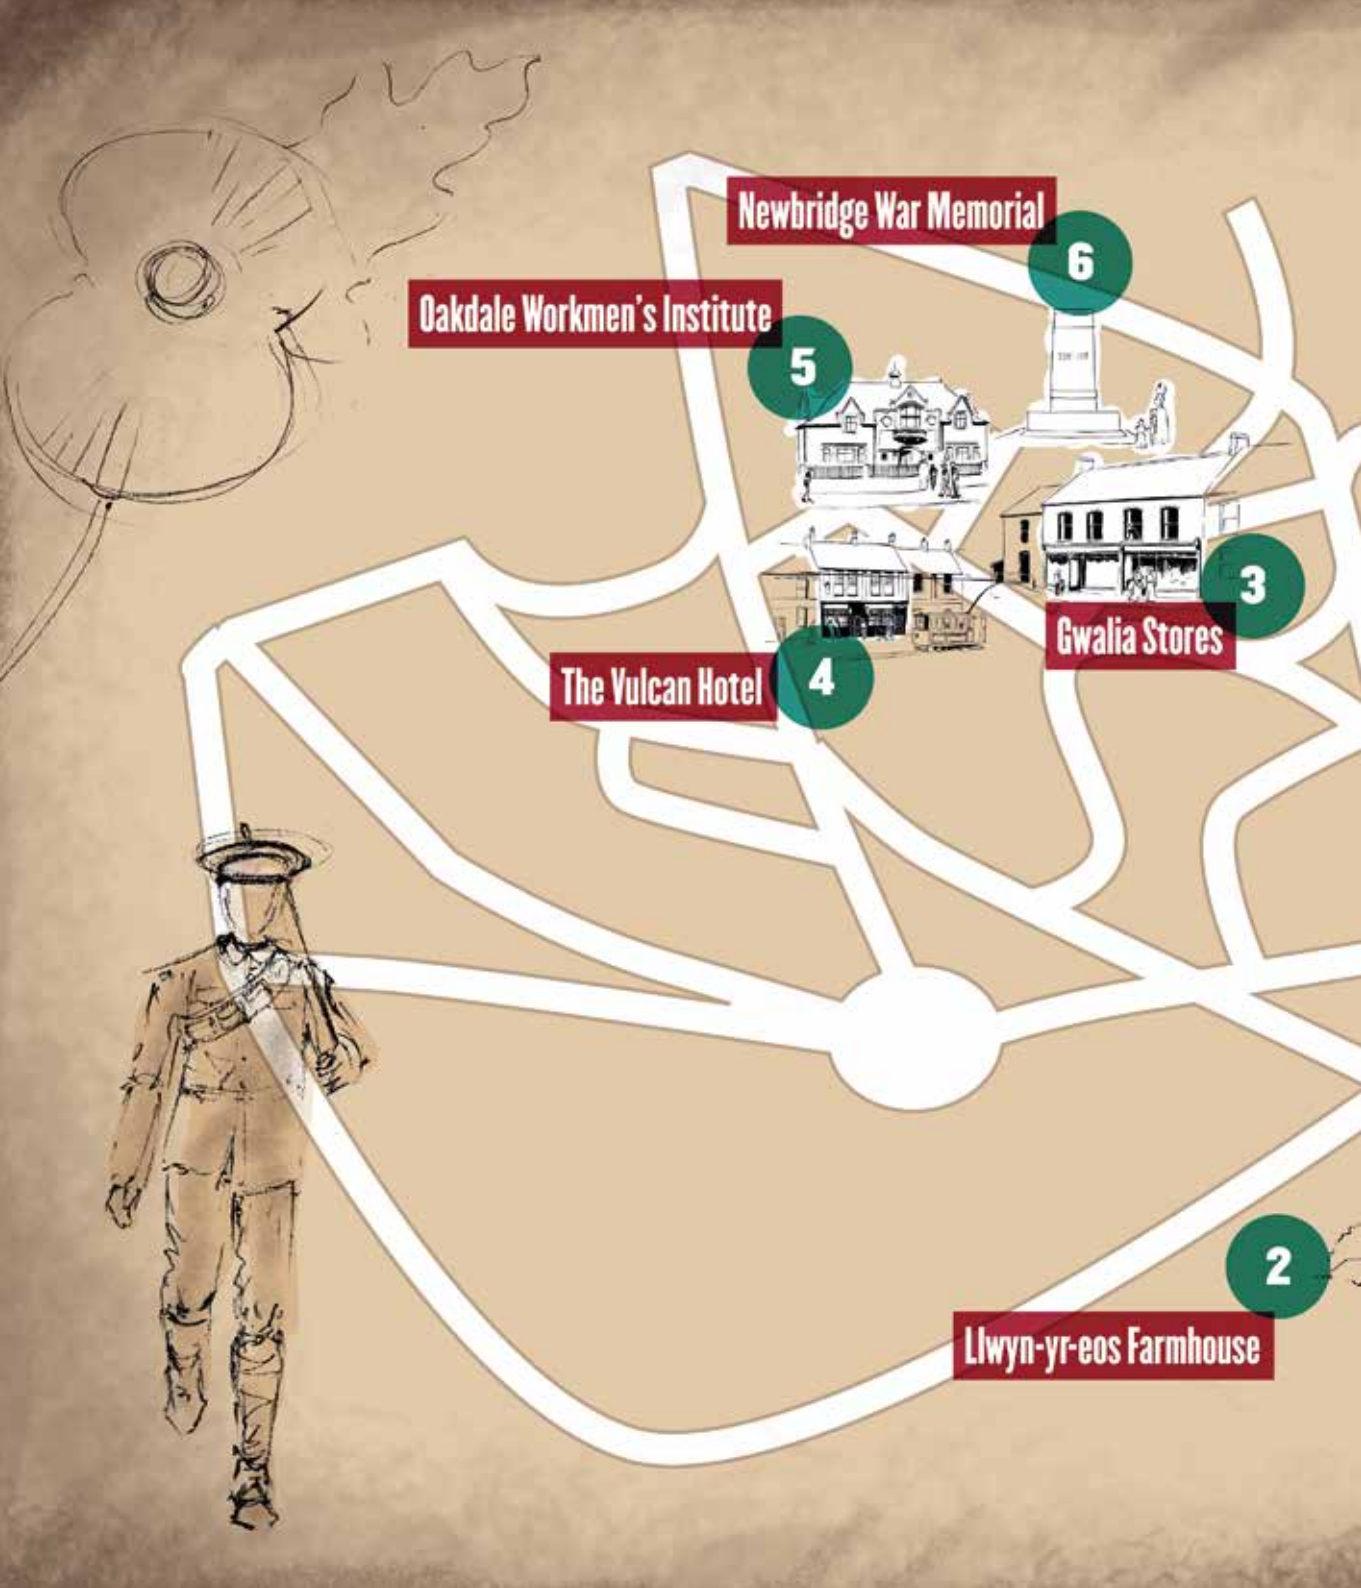 Newbridge War Memorial
6
Oakdale Workmen's Institute
5
3
Gwalia Stores
The Vulcan Hotel
4
2
Llwyn-yr-eos Farmhouse